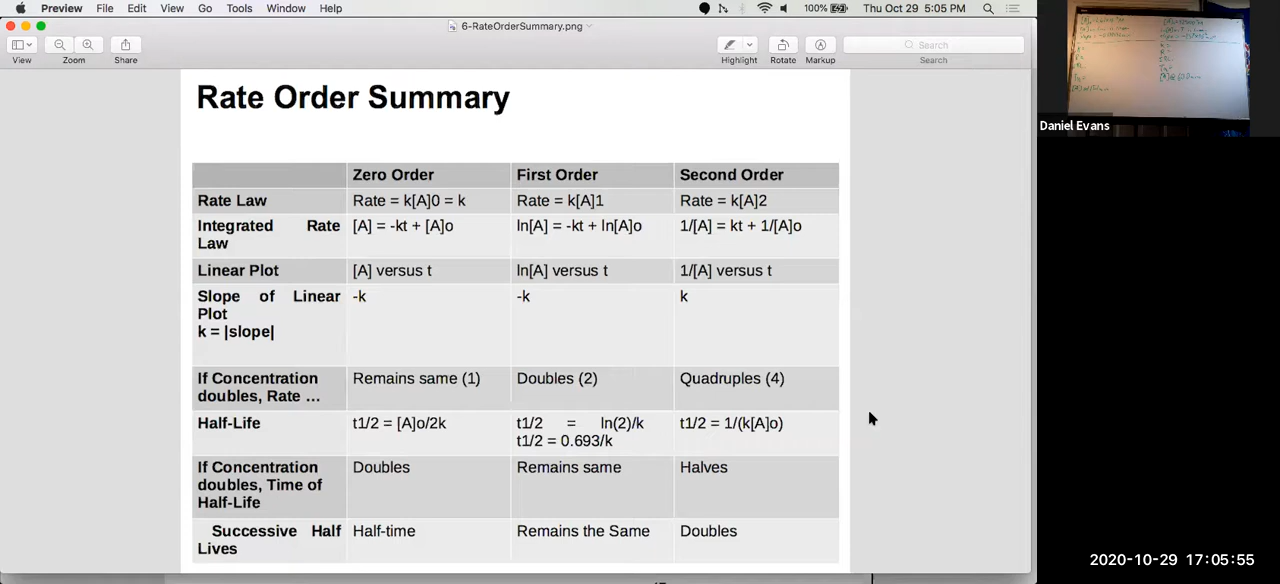 Preview File Edit View Go Tools Window Help 100% Thu Oct 29 5:05 PM
6-RateOrderSummary.png
View Zoom Share Highlight Rotate Markup Search
Search
Rate Order Summary
Zero Order First Order Second Order
Rate Law Rate = k[A]0 = k Rate = k[A]1 Rate = k[A]2
Integrated Rate [A] = -kt + [A]o ln[A] = -kt + ln[A]o 1/[A] = kt + 1/[A]o
Law
Linear Plot [A] versus t ln[A] versus t 1/[A] versus t
Slope of Linear -k -k k
Plot
k = |slope|
If Concentration Remains same (1) Doubles (2) Quadruples (4)
doubles, Rate ...
Half-Life t1/2 = [A]o/2k t1/2 = ln(2)/k t1/2 = 1/(k[A]o)
t1/2 = 0.693/k
If Concentration Doubles Remains same Halves
doubles, Time of
Half-Life
Successive Half Half-time Remains the Same Doubles
Lives
Daniel Evans
2020-10-29 17:05:55